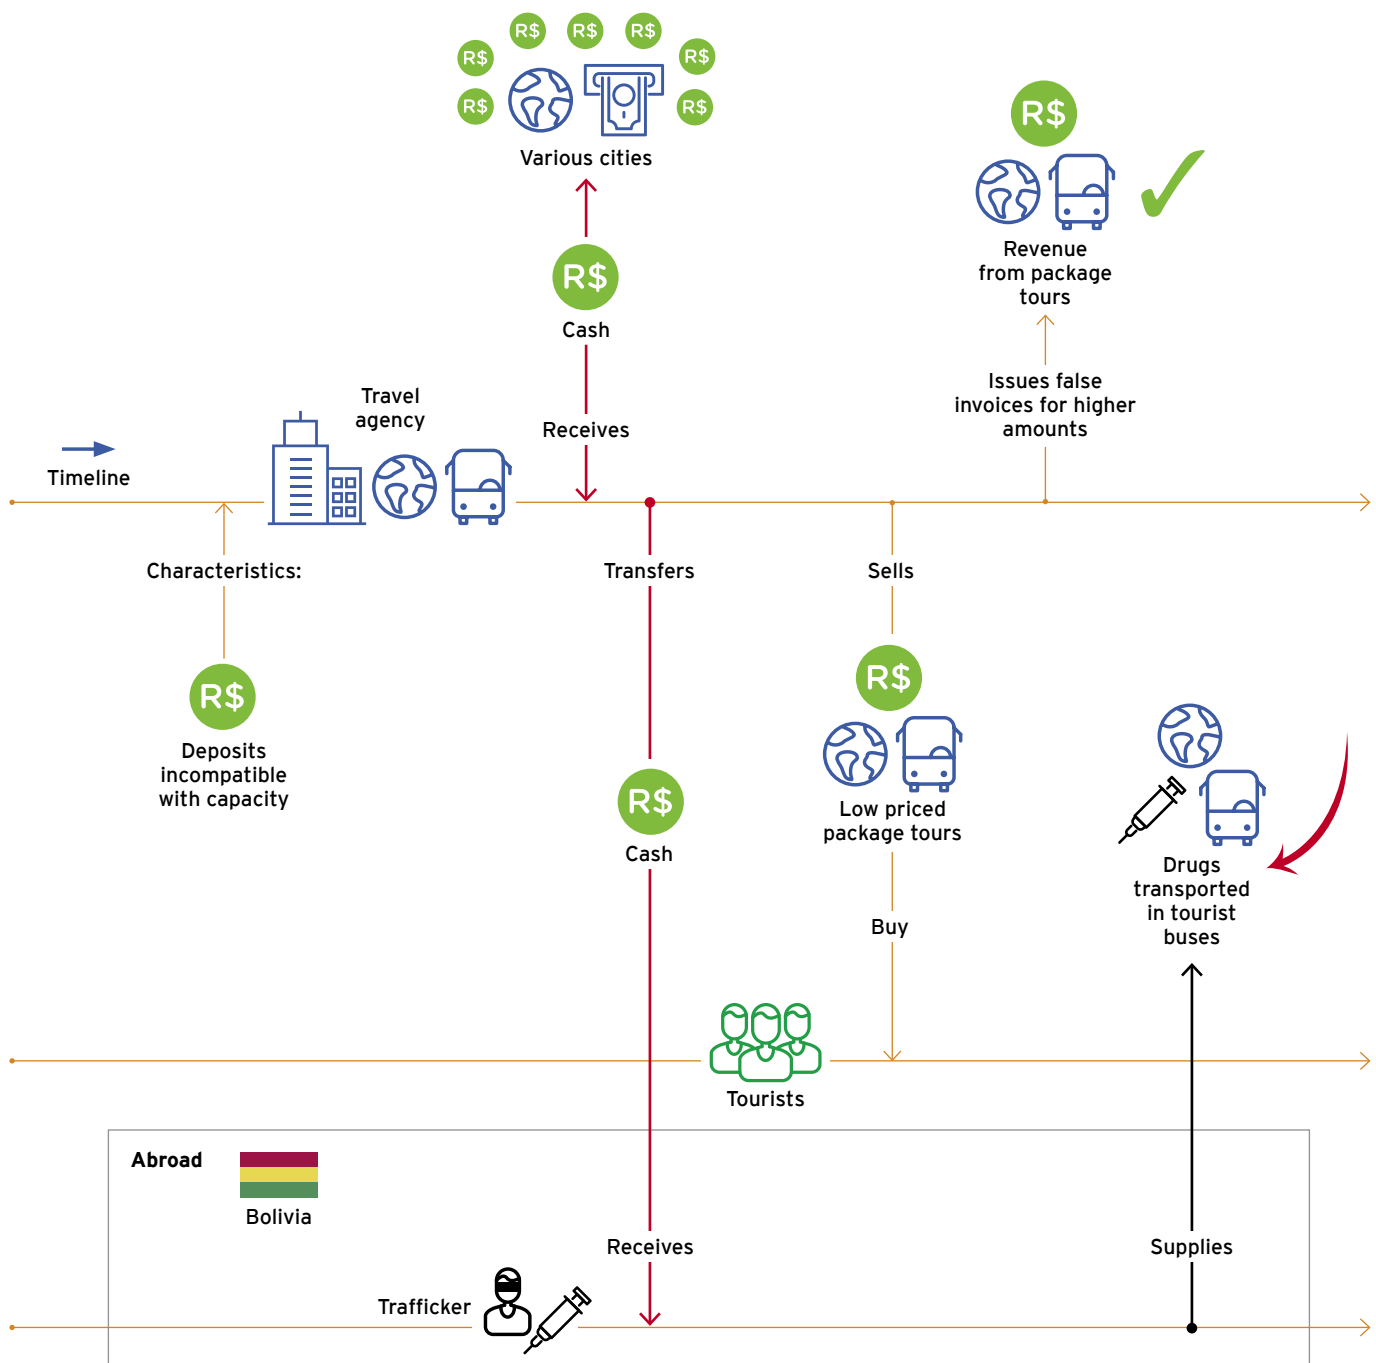 R$
R$
R$
R$
R$
R$
R$
Various cities
R$
Cash
Receives
R$
Revenue
from package
tours
Issues false
invoices for higher
amounts
Travel
agency
Timeline
Characteristics:
R$
Deposits
incompatible
with capacity
Transfers
R$
Cash
Sells
R$
Low priced
package tours
Buy
Drugs
transported
in tourist
buses
Tourists
Abroad
Bolivia
Receives
Supplies
Trafficker